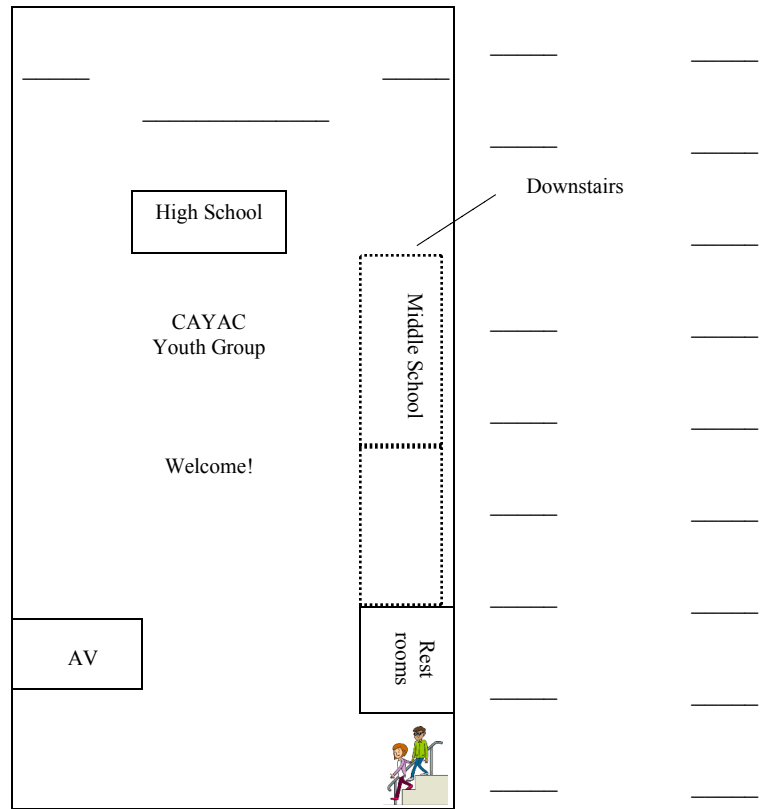 Downstairs
High School
Middle School
CAYAC
Youth Group
Welcome!
AV
Rest
rooms